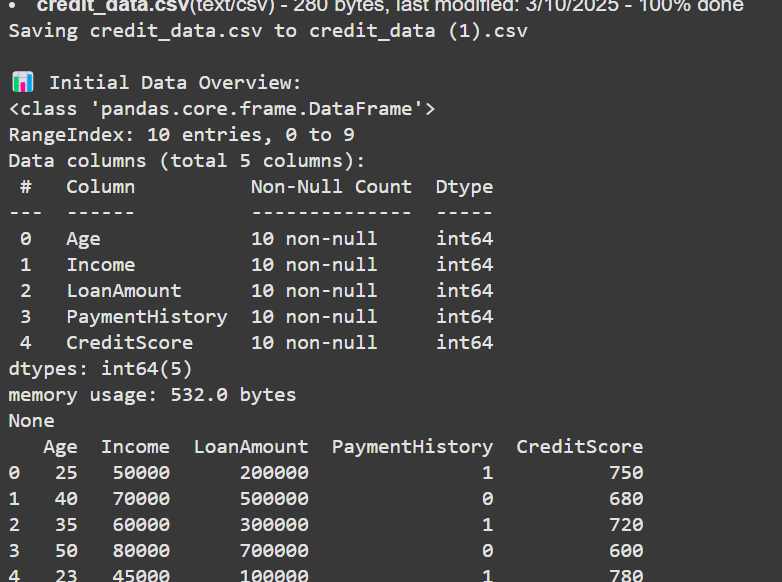 • credit_data.csv(text/csv) - 280 bytes, last modified: 3/10/2025 - 100% done
Saving credit_data.csv to credit_data (1).csv
📊 Initial Data Overview:
<class 'pandas.core.frame.DataFrame'>
RangeIndex: 10 entries, 0 to 9
Data columns (total 5 columns):
 #   Column          Non-Null Count  Dtype
---  ------          --------------  -----
 0   Age             10 non-null     int64
 1   Income          10 non-null     int64
 2   LoanAmount      10 non-null     int64
 3   PaymentHistory  10 non-null     int64
 4   CreditScore     10 non-null     int64
dtypes: int64(5)
memory usage: 532.0 bytes
None
   Age  Income  LoanAmount  PaymentHistory  CreditScore
0   25   50000      200000               1          750
1   40   70000      500000               0          680
2   35   60000      300000               1          720
3   50   80000      700000               0          600
4   23   45000      100000               1          780